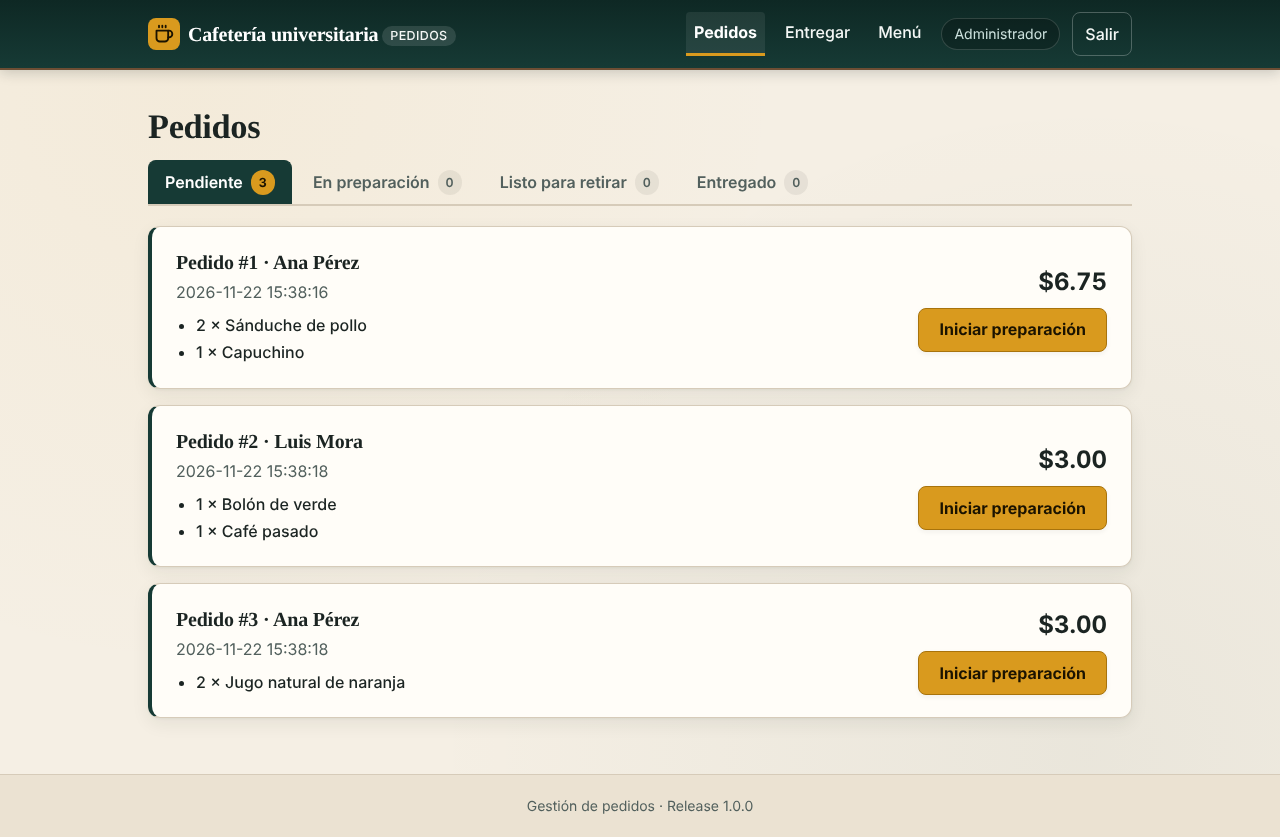 Cafetería universitaria PEDIDOS
Pedidos Entregar Menú Administrador Salir
Pedidos
Pendiente 3 En preparación 0 Listo para retirar 0 Entregado 0
Pedido #1 · Ana Pérez
2026-11-22 15:38:16
• 2 × Sánduche de pollo
• 1 × Capuchino
$6.75
Iniciar preparación
Pedido #2 · Luis Mora
2026-11-22 15:38:18
• 1 × Bolón de verde
• 1 × Café pasado
$3.00
Iniciar preparación
Pedido #3 · Ana Pérez
2026-11-22 15:38:18
• 2 × Jugo natural de naranja
$3.00
Iniciar preparación
Gestión de pedidos · Release 1.0.0